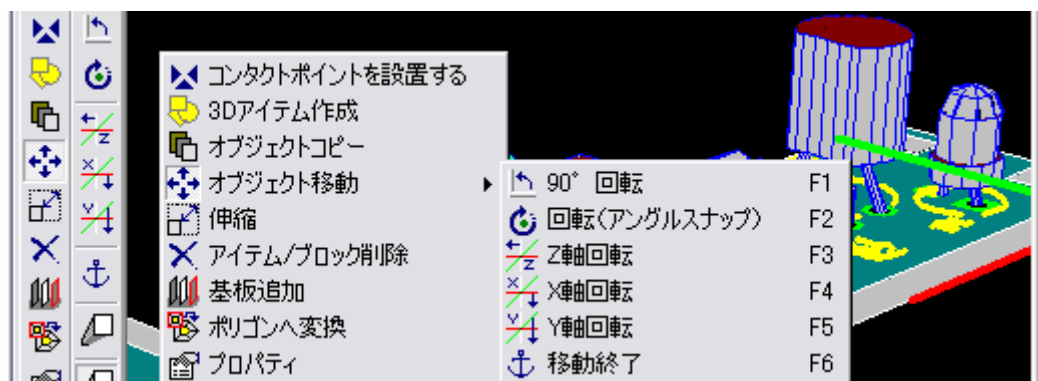 コンタクトポイントを設置する
3Dアイテム作成
オブジェクトコピー
オブジェクト移動
伸縮
アイテム/ブロック削除
基板追加
ポリゴンへ変換
プロパティ
90° 回転 F1
回転(アングルスナップ) F2
Z軸回転 F3
X軸回転 F4
Y軸回転 F5
移動終了 F6